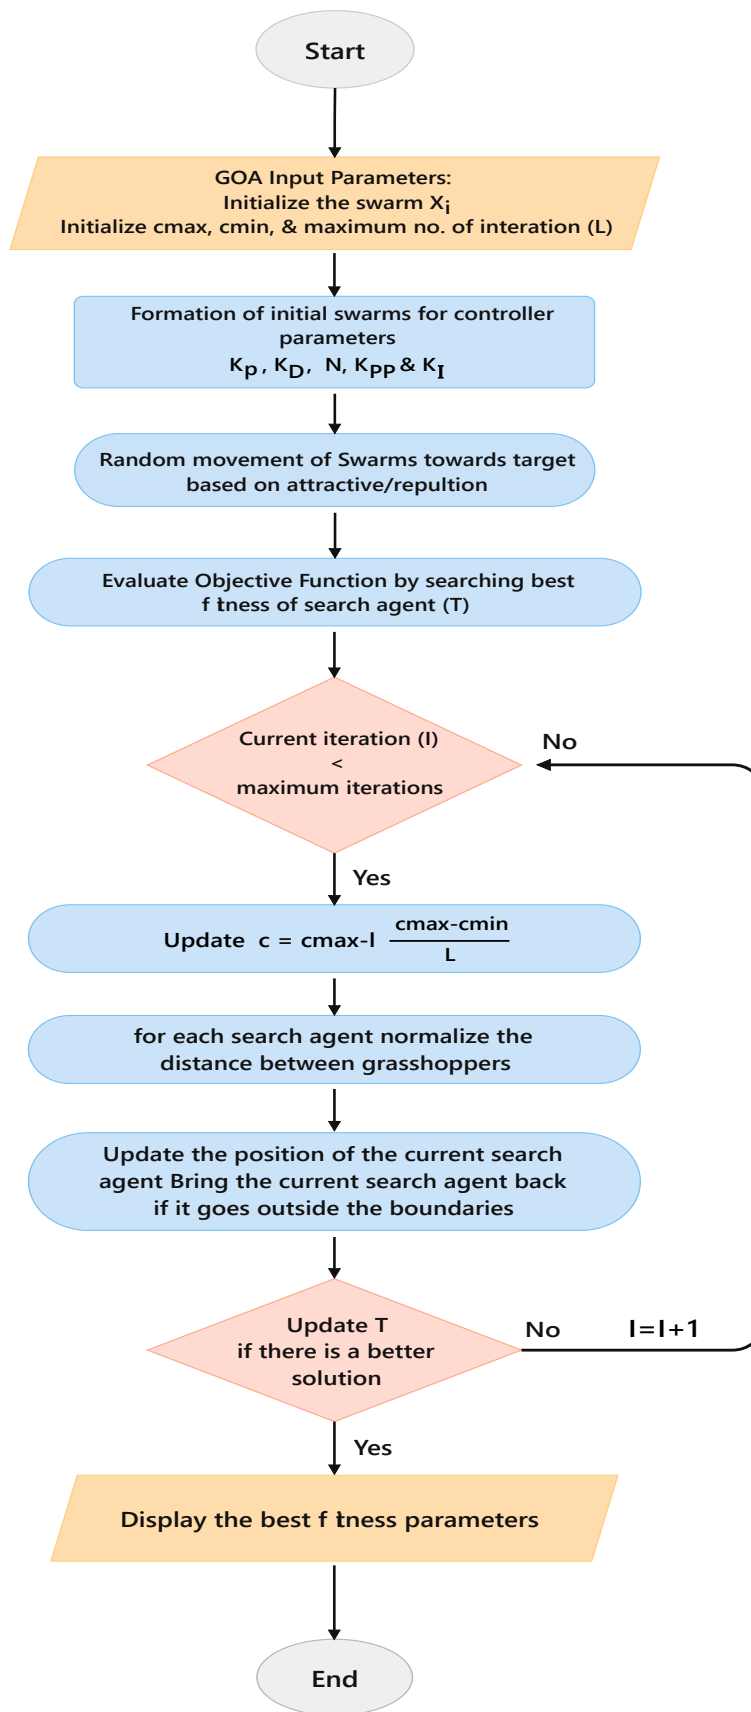 Start
GOA Input Parameters:
Initialize the swarm Xi
Initialize cmax, cmin, & maximum no. of interation (L)
Formation of initial swarms for controller
parameters
Kp , KD, N, KPP & KI
Random movement of Swarms towards target
based on attractive/repultion
Evaluate Objective Function by searching best
f tness of search agent (T)
Current iteration (I)
<
maximum iterations
No
Yes
Update c = cmax-l cmax-cmin
L
for each search agent normalize the
distance between grasshoppers
Update the position of the current search
agent Bring the current search agent back
if it goes outside the boundaries
Update T
if there is a better
solution
No I=I+1
Yes
Display the best f tness parameters
End